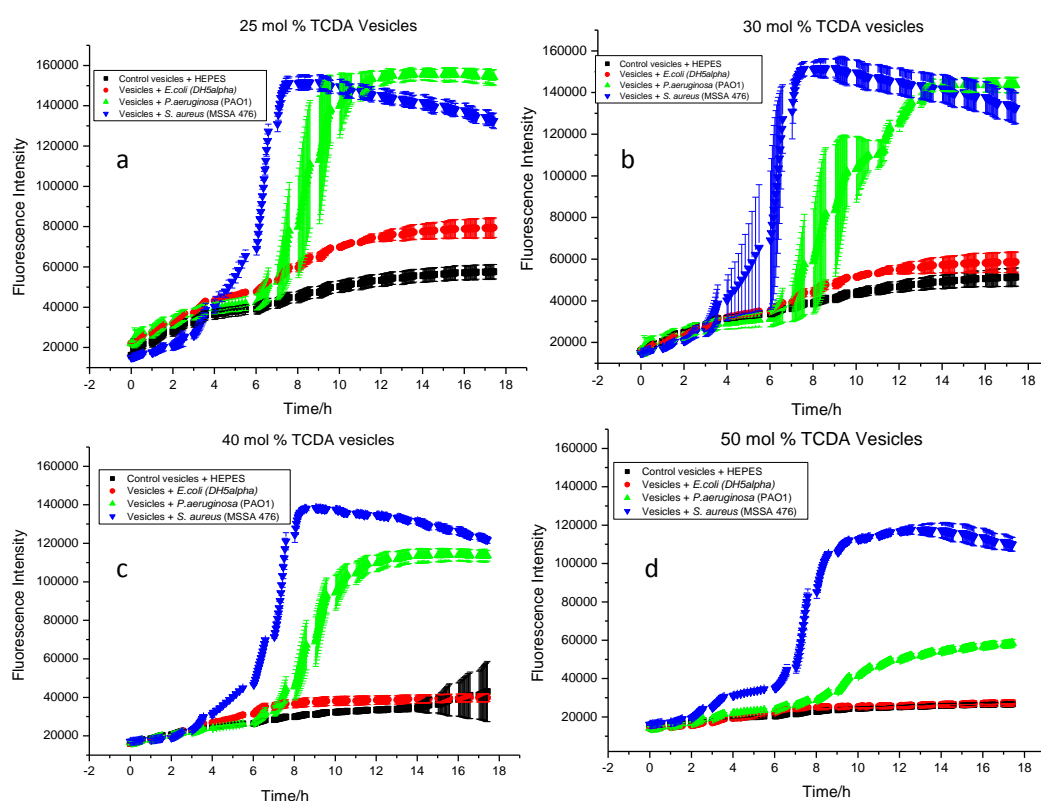 25 mol % TCDA Vesicles
Control vesicles + HEPES
Vesicles + E.coli (DH5alpha)
Vesicles + P.aeruginosa (PAO1)
Vesicles + S. aureus (MSSA 476)
a
160000
140000
120000
100000
80000
60000
40000
20000
Fluorescence Intensity
-2 0 2 4 6 8 10 12 14 16 18
Time/h
30 mol % TCDA Vesicles
Control vesicles + HEPES
Vesicles + E.coli (DH5alpha)
Vesicles + P.aeruginosa (PAO1)
Vesicles + S. aureus (MSSA 476)
b
160000
140000
120000
100000
80000
60000
40000
20000
Fluorescence Intensity
-2 0 2 4 6 8 10 12 14 16 18
Time/h
40 mol % TCDA vesicles
Control vesicles + HEPES
Vesicles + E.coli (DH5alpha)
Vesicles + P.aeruginosa (PAO1)
Vesicles + S. aureus (MSSA 476)
c
160000
140000
120000
100000
80000
60000
40000
20000
Fluorescence Intensity
-2 0 2 4 6 8 10 12 14 16 18
Time/h
50 mol % TCDA Vesicles
Control vesicles + HEPES
Vesicles + E.coli (DH5alpha)
Vesicles + P.aeruginosa (PAO1)
Vesicles + S. aureus (MSSA 476)
d
160000
140000
120000
100000
80000
60000
40000
20000
0
Fluorescence Intensity
-2 0 2 4 6 8 10 12 14 16 18
Time/h